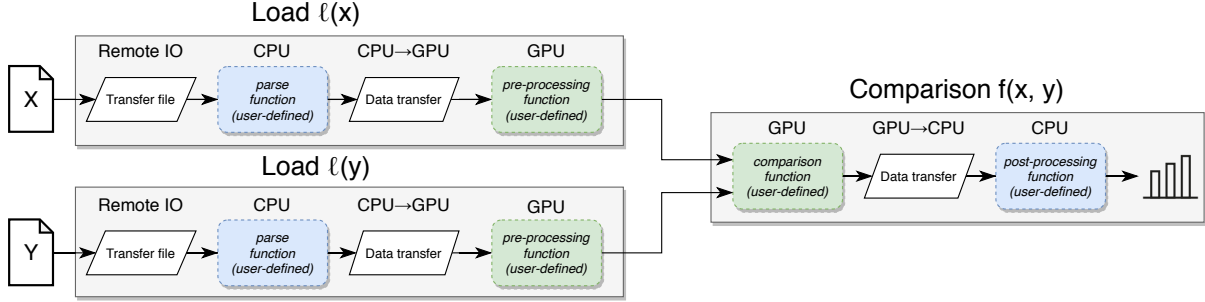 Load ℓ(x)
Remote IO
CPU
CPU→GPU
GPU
X
Transfer file
parse
function
(user-defined)
Data transfer
pre-processing
function
(user-defined)
Load ℓ(y)
Remote IO
CPU
CPU→GPU
GPU
Y
Transfer file
parse
function
(user-defined)
Data transfer
pre-processing
function
(user-defined)
Comparison f(x, y)
GPU
GPU→CPU
CPU
comparison
function
(user-defined)
Data transfer
post-processing
function
(user-defined)